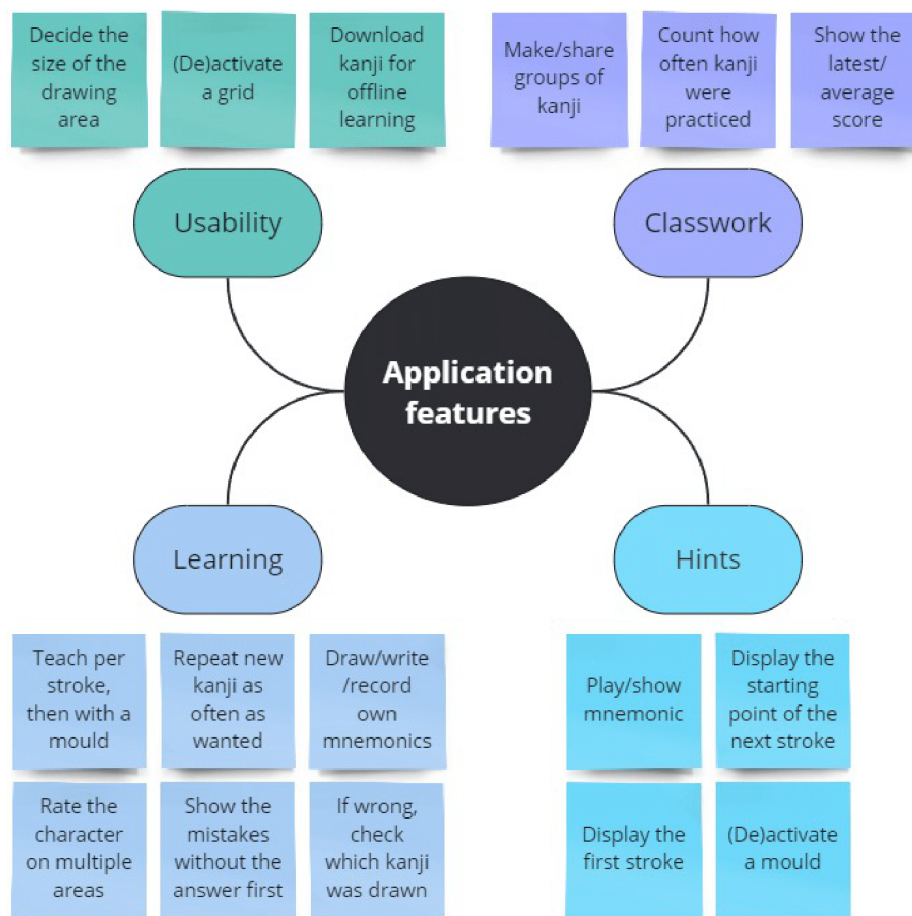 Decide the
size of the
drawing
area
(De)activate
a grid
Download
kanji for
offline
learning
Make/share
groups of
kanji
Count how
often kanji
were
practiced
Show the
latest/
average
score
Usability
Classwork
Application
features
Learning
Hints
Teach per
stroke,
then with a
mould
Repeat new
kanji as
often as
wanted
Draw/write
/record
own
mnemonics
Play/show
mnemonic
Display the
starting
point of the
next stroke
Rate the
character
on multiple
areas
Show the
mistakes
without the
answer first
If wrong,
check
which kanji
was drawn
Display the
first stroke
(De)activate
a mould